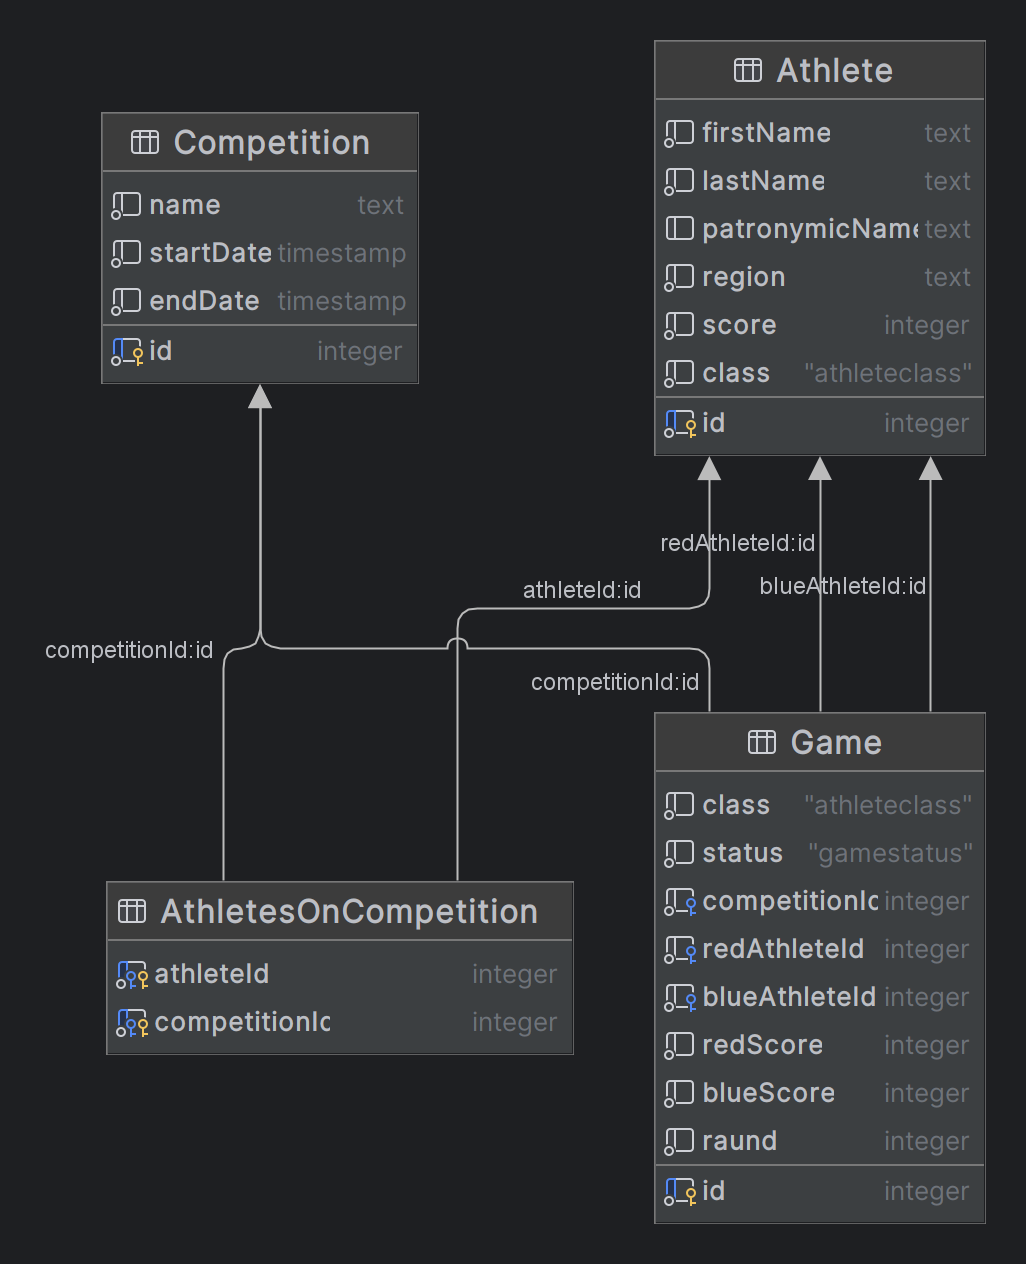 Competition
name text
startDate timestamp
endDate timestamp
id integer
Athlete
firstName text
lastName text
patronymicName text
region text
score integer
class "athleteclass"
id integer
redAthleteId:id
athleteId:id
blueAthleteId:id
competitionId:id
competitionId:id
Game
class "athleteclass"
status "gamestatus"
competitionId integer
redAthleteId integer
blueAthleteId integer
redScore integer
blueScore integer
raund integer
id integer
AthletesOnCompetition
athleteId integer
competitionId integer